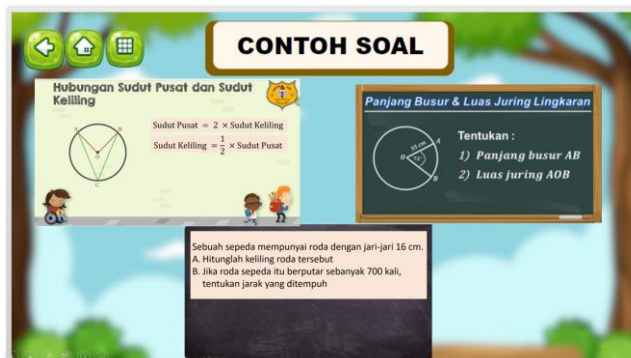 CONTOH SOAL
Hubungan Sudut Pusat dan Sudut
Keliling
Sudut Pusat = 2 × Sudut Keliling
Sudut Keliling = 1/2 × Sudut Pusat
A
B
O
C
Panjang Busur & Luas Juring Lingkaran
35 cm
A
O
72°
B
Tentukan :
1) Panjang busur AB
2) Luas juring AOB
Sebuah sepeda mempunyai roda dengan jari-jari 16 cm.
A. Hitunglah keliling roda tersebut
B. Jika roda sepeda itu berputar sebanyak 700 kali,
tentukan jarak yang ditempuh